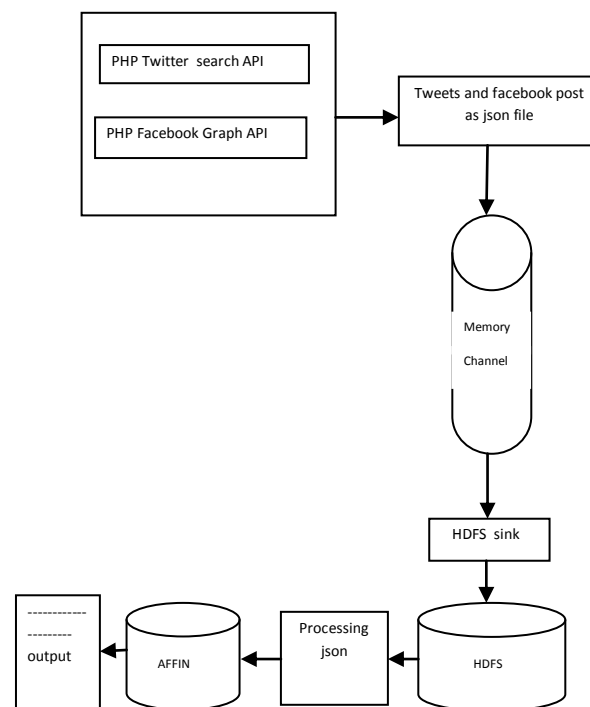 PHP Twitter search API
PHP Facebook Graph API
Tweets and facebook post
as json file
Memory
Channel
HDFS sink
HDFS
Processing
json
AFFIN
------------
---------
output